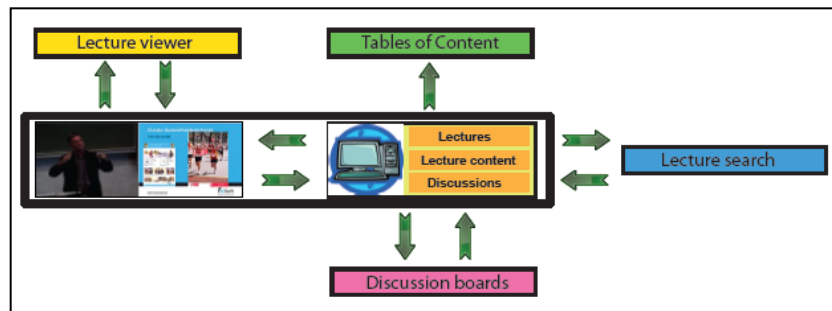 Lecture viewer
Tables of Content
Lectures
Lecture content
Discussions
Lecture search
Discussion boards